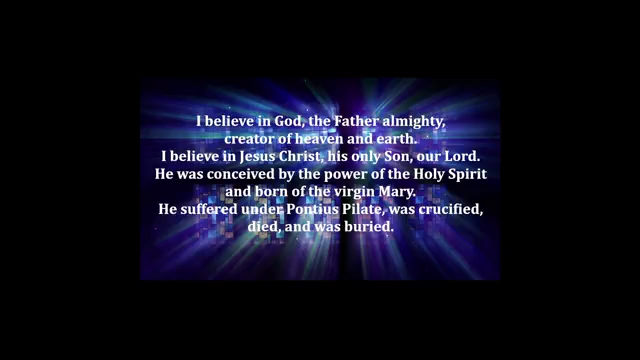 I believe in God, the Father almighty,
creator of heaven and earth.
I believe in Jesus Christ, his only Son, our Lord.
He was conceived by the power of the Holy Spirit
and born of the virgin Mary.
He suffered under Pontius Pilate, was crucified,
died, and was buried.